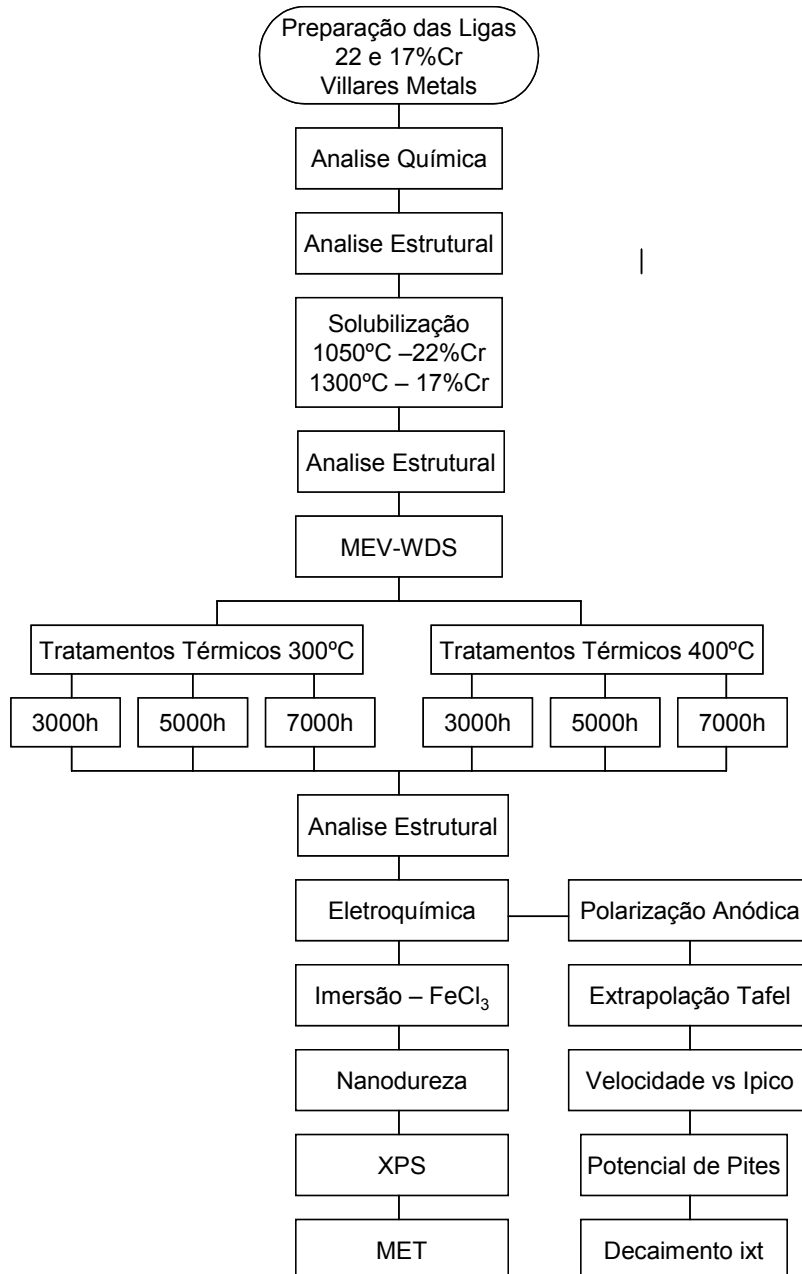 Preparação das Ligas
22 e 17%Cr
Villares Metals
Analise Química
Analise Estrutural
Solubilização
1050ºC –22%Cr
1300ºC – 17%Cr
Analise Estrutural
MEV-WDS
Tratamentos Térmicos 300ºC
Tratamentos Térmicos 400ºC
3000h
5000h
7000h
3000h
5000h
7000h
Analise Estrutural
Eletroquímica
Polarização Anódica
Imersão – FeCl₃
Extrapolação Tafel
Nanodureza
Velocidade vs Ipico
XPS
Potencial de Pites
MET
Decaimento ixt